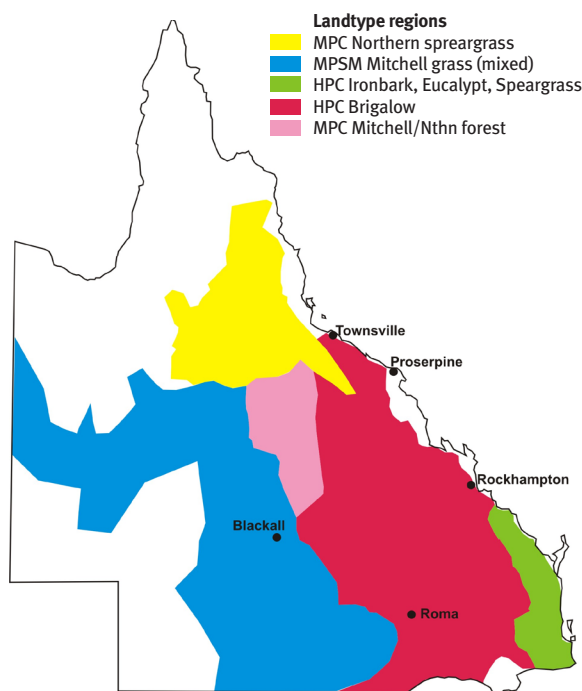 Landtype regions
MPC Northern spreargrass
MPSM Mitchell grass (mixed)
HPC Ironbark, Eucalypt, Speargrass
HPC Brigalow
MPC Mitchell/Nthn forest
Townsville
Proserpine
Rockhampton
Blackall
Roma